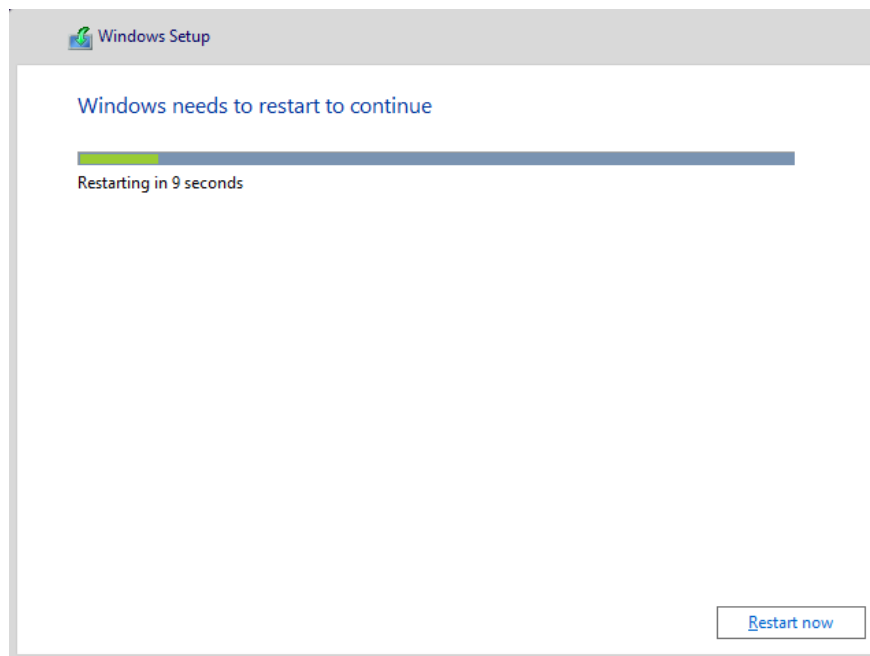 Windows Setup
Windows needs to restart to continue
Restarting in 9 seconds
Restart now